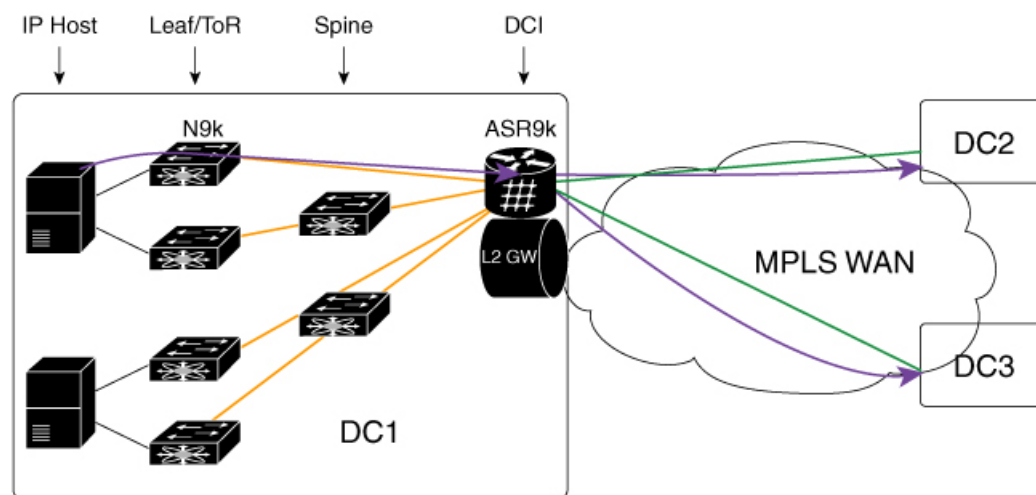 IP Host
Leaf/ToR
Spine
DCI
N9k
ASR9k
DC2
L2 GW
MPLS WAN
DC3
DC1